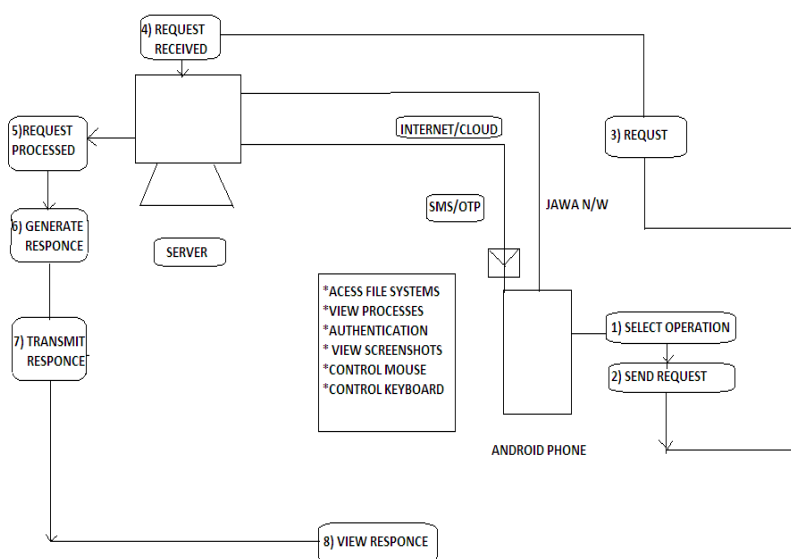 4) REQUEST
RECEIVED
5)REQUEST
PROCESSED
INTERNET/CLOUD
3) REQUST
SMS/OTP
JAWA N/W
6) GENERATE
RESPONCE
SERVER
*ACESS FILE SYSTEMS
*VIEW PROCESSES
*AUTHENTICATION
* VIEW SCREENSHOTS
*CONTROL MOUSE
*CONTROL KEYBOARD
1) SELECT OPERATION
7) TRANSMIT
RESPONCE
2) SEND REQUEST
ANDROID PHONE
8) VIEW RESPONCE